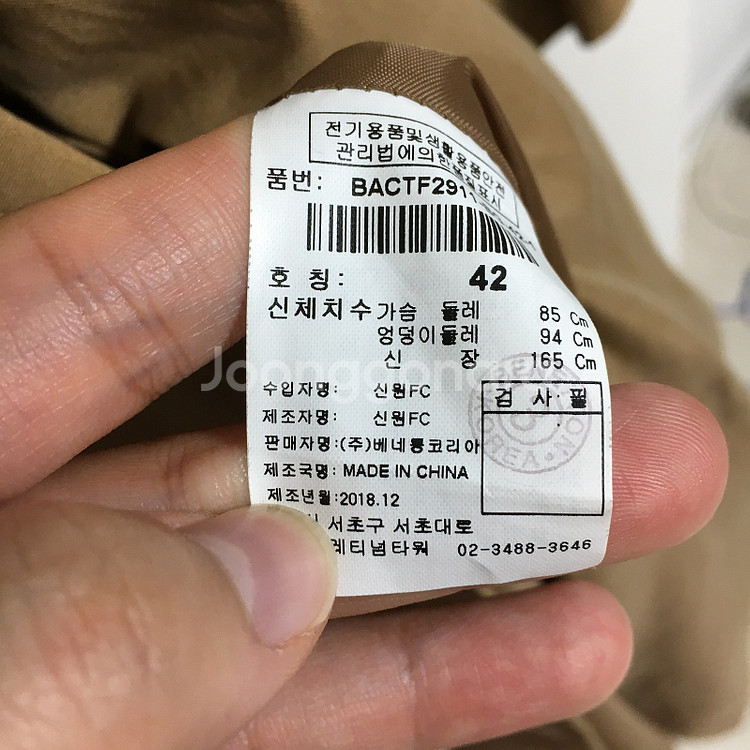 전기용품및생활용품안전
관리법에의한
품번: BACTF291
호 칭: 42
신체치수 가슴 둘레 85 Cm
엉덩이둘레 94 Cm
신 장 165 Cm
Joonggonara
수입자명: 신원FC
검 사 필
제조자명: 신원FC
판매자명: (주)베네통코리아
제조국명: MADE IN CHINA
제조년월: 2018.12
서초구 서초대로
02-3488-3646